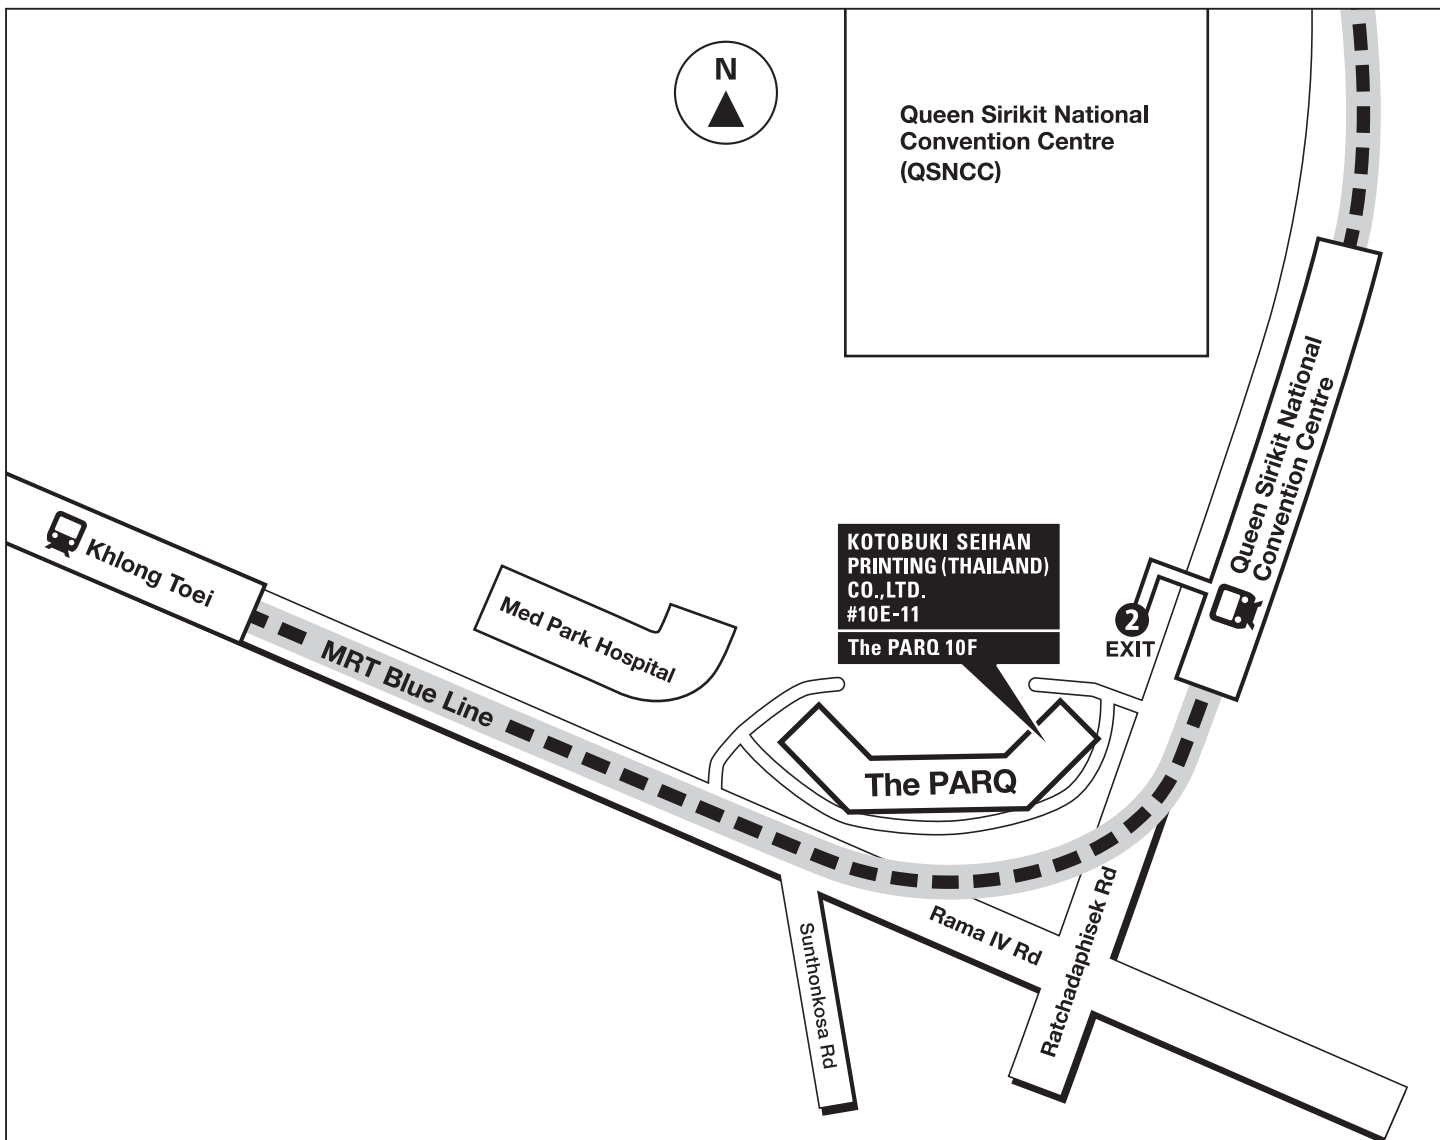 N
Queen Sirikit National
Convention Centre
(QSNCC)
Queen Sirikit National
Convention Centre
Khlong Toei
MRT Blue Line
Med Park Hospital
KOTOBUKI SEIHAN
PRINTING (THAILAND)
CO.,LTD.
#10E-11
The PARQ 10F
2
EXIT
The PARQ
Rama IV Rd
Ratchadaphisek Rd
Sunthonkosa Rd